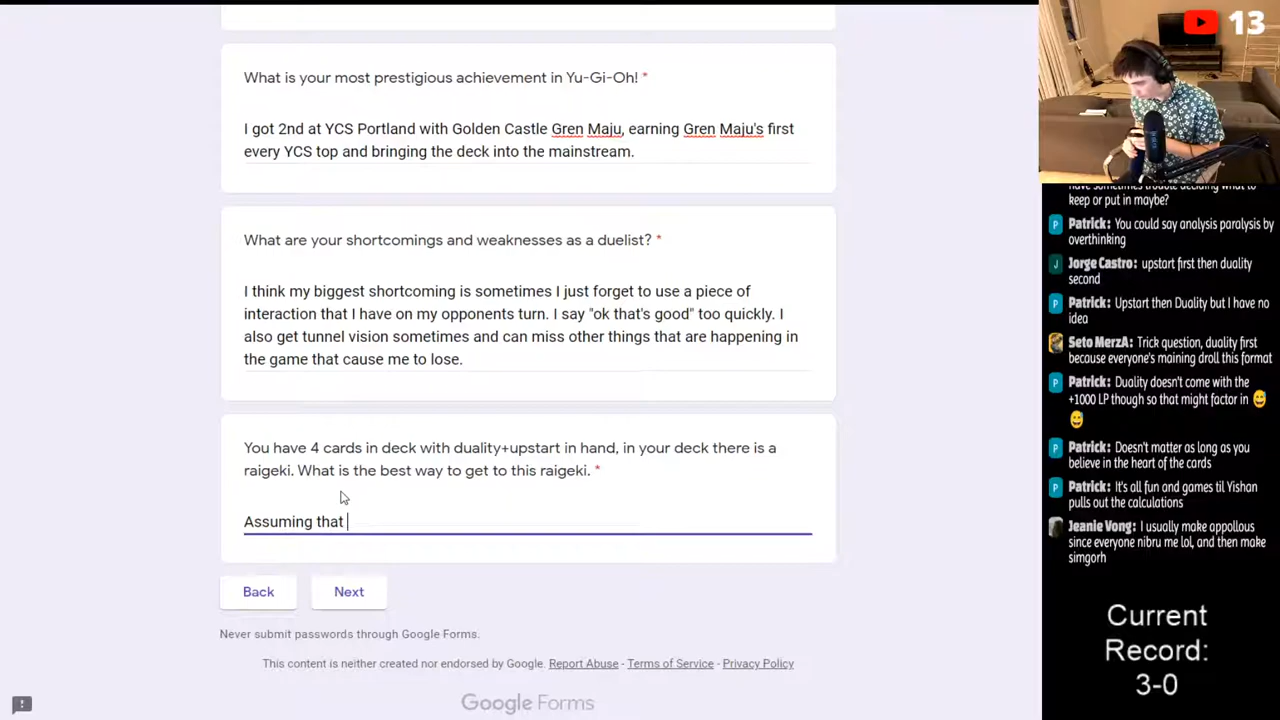 What is your most prestigious achievement in Yu-Gi-Oh! *
I got 2nd at YCS Portland with Golden Castle Gren Maju, earning Gren Maju's first
every YCS top and bringing the deck into the mainstream.
What are your shortcomings and weaknesses as a duelist? *
I think my biggest shortcoming is sometimes I just forget to use a piece of
interaction that I have on my opponents turn. I say "ok that's good" too quickly. I
also get tunnel vision sometimes and can miss other things that are happening in
the game that cause me to lose.
You have 4 cards in deck with duality+upstart in hand, in your deck there is a
raigeki. What is the best way to get to this raigeki. *
Assuming that
Back
Next
Never submit passwords through Google Forms.
This content is neither created nor endorsed by Google. Report Abuse - Terms of Service - Privacy Policy
Google Forms
13
have sometimes trouble deciding what to
keep or put in maybe?
P Patrick: You could say analysis paralysis by
overthinking
J Jorge Castro: upstart first then duality
second
P Patrick: Upstart then Duality but I have no
idea
Seto MerzA: Trick question, duality first
because everyone's maining droll this format
P Patrick: Duality doesn't come with the
+1000 LP though so that might factor in 😅
😅
P Patrick: Doesn't matter as long as you
believe in the heart of the cards
P Patrick: It's all fun and games til Yishan
pulls out the calculations
Jeanie Vong: I usually make appollous
since everyone nibru me lol, and then make
simgorh
Current
Record:
3-0